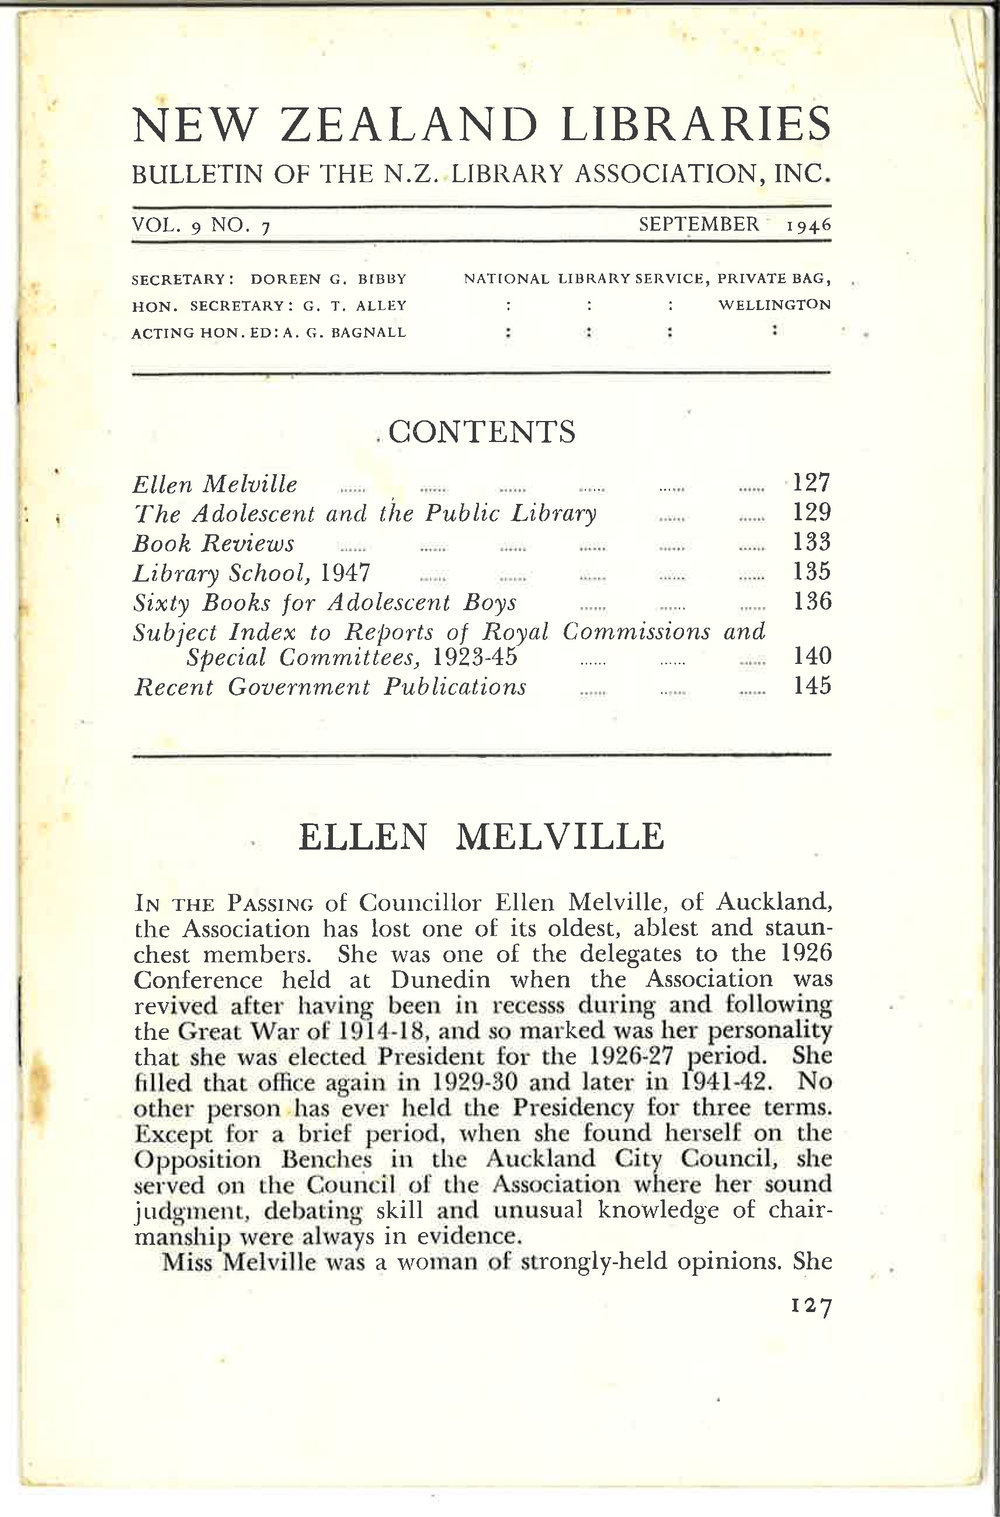 NEW ZEALAND LIBRARIES
BULLETIN OF THE N.Z. LIBRARY ASSOCIATION, INC.
VOL. 9 NO. 7 SEPTEMBER 1946
SECRETARY: DOREEN G. BIBBY NATIONAL LIBRARY SERVICE, PRIVATE BAG,
HON. SECRETARY: G. T. ALLEY : : : WELLINGTON
ACTING HON. ED: A. G. BAGNALL : : : :
CONTENTS
Ellen Melville ...... ...... ...... ...... ...... ...... 127
The Adolescent and the Public Library ...... ...... 129
Book Reviews ...... ...... ...... ...... ...... ...... 133
Library School, 1947 ...... ...... ...... ...... ...... 135
Sixty Books for Adolescent Boys ...... ...... ...... 136
Subject Index to Reports of Royal Commissions and
Special Committees, 1923-45 ...... ...... ...... 140
Recent Government Publications ...... ...... ...... 145
ELLEN MELVILLE
IN THE PASSING of Councillor Ellen Melville, of Auckland,
the Association has lost one of its oldest, ablest and staun-
chest members. She was one of the delegates to the 1926
Conference held at Dunedin when the Association was
revived after having been in recesss during and following
the Great War of 1914-18, and so marked was her personality
that she was elected President for the 1926-27 period. She
filled that office again in 1929-30 and later in 1941-42. No
other person has ever held the Presidency for three terms.
Except for a brief period, when she found herself on the
Opposition Benches in the Auckland City Council, she
served on the Council of the Association where her sound
judgment, debating skill and unusual knowledge of chair-
manship were always in evidence.
Miss Melville was a woman of strongly-held opinions. She
127